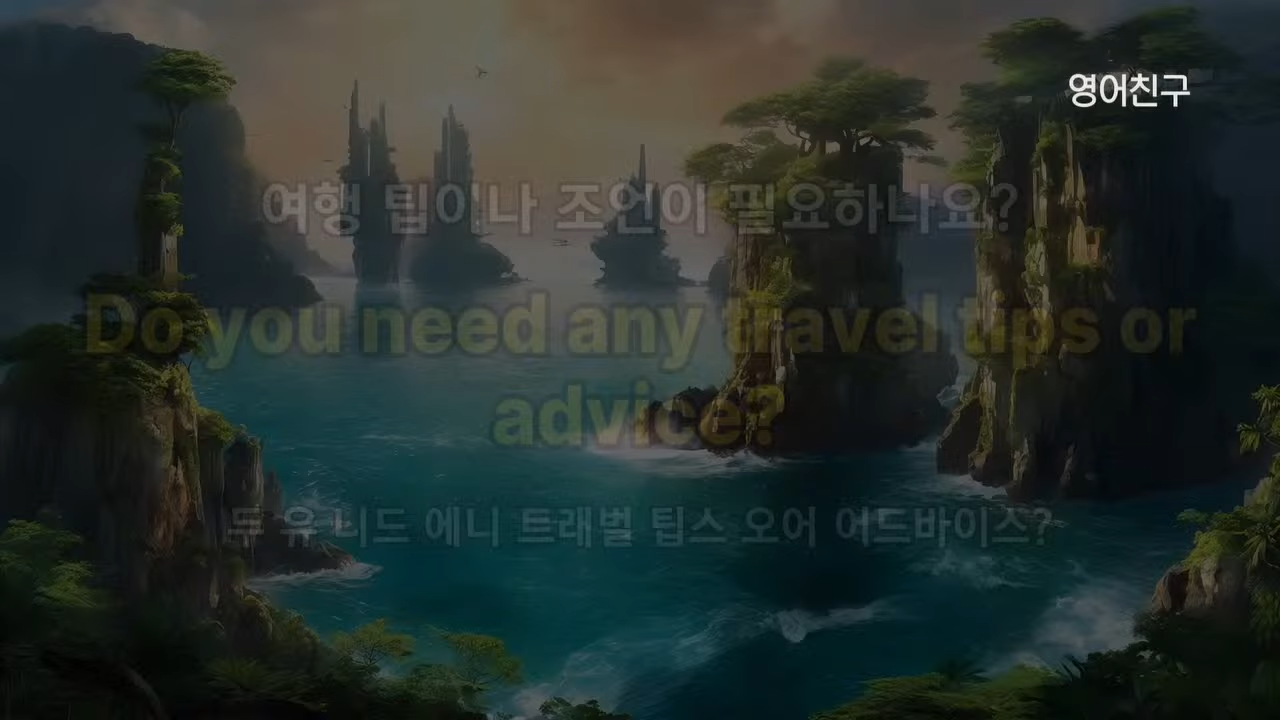 영어친구
여행 팁이나 조언이 필요하나요?
Do you need any travel tips or
advice?
두 유 니드 에니 트래벌 팁스 오어 어드바이스?